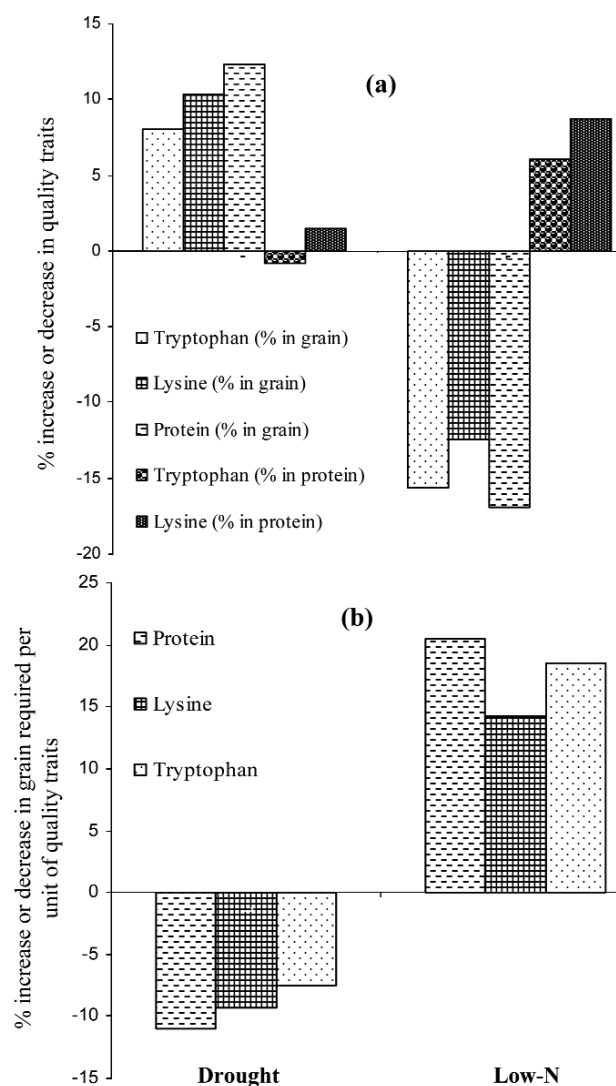 15
(a)
10
5
0
-5
-10
-15
-20
% increase or decrease in quality traits
Tryptophan (% in grain)
Lysine (% in grain)
Protein (% in grain)
Tryptophan (% in protein)
Lysine (% in protein)
25
(b)
20
15
10
5
0
-5
-10
-15
% increase or decrease in grain required per
unit of quality traits
Protein
Lysine
Tryptophan
Drought
Low-N